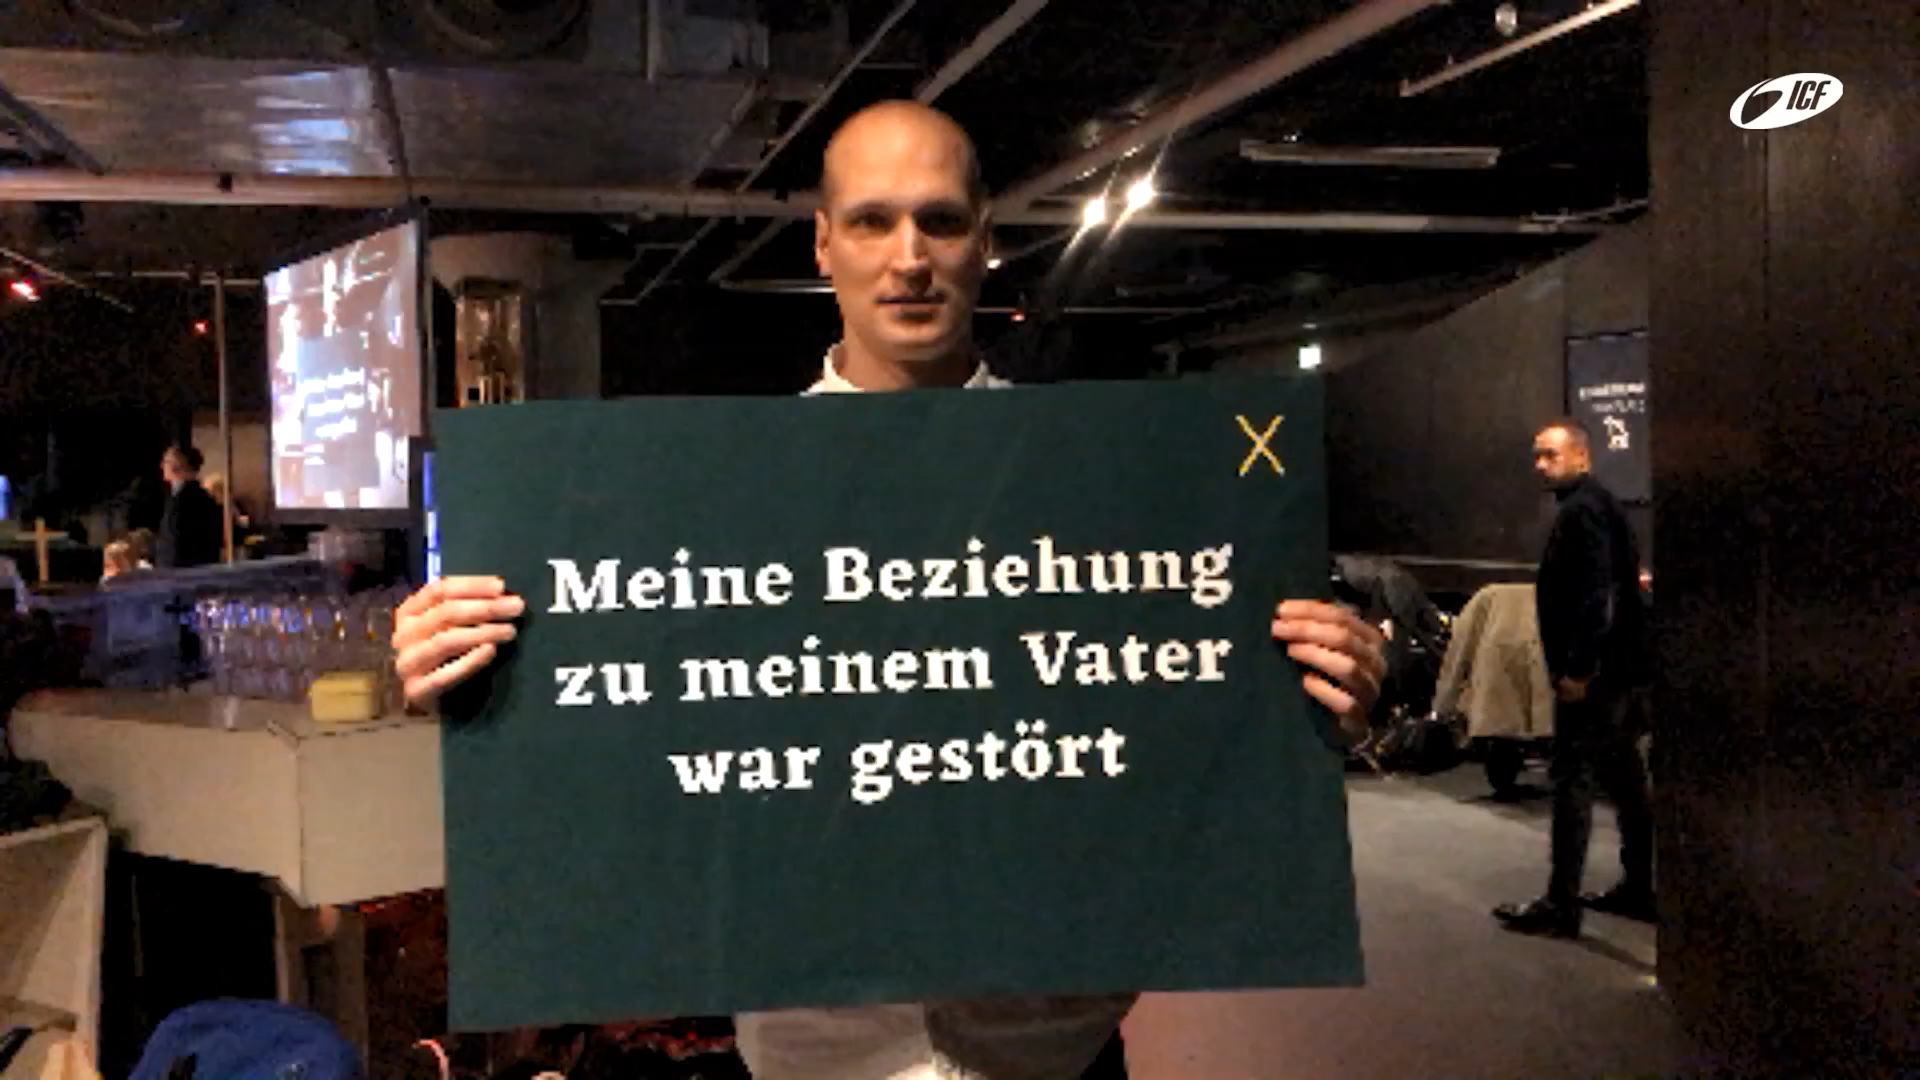 ICF
X
Meine Beziehung
zu meinem Vater
war gestört